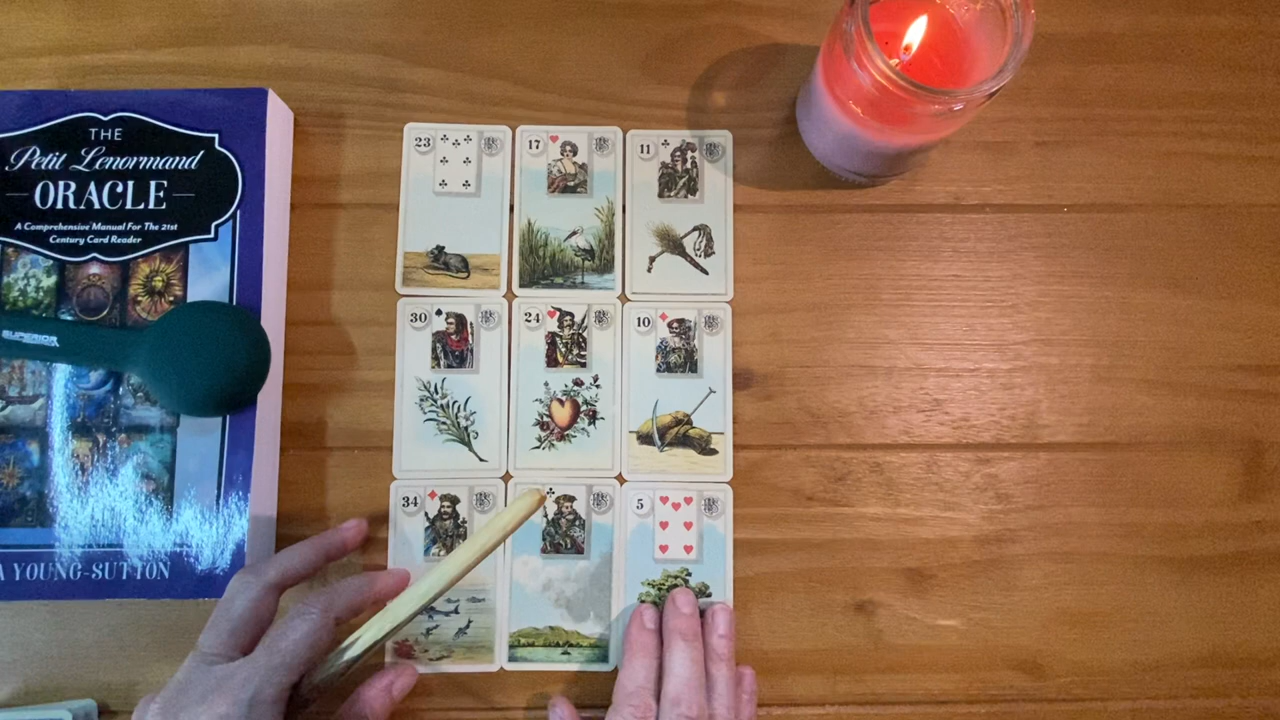 THE
Petit Lenormand
ORACLE
A Comprehensive Manual For The 21st
Century Card Reader
SUPERIOR
A YOUNG-SUTTON
23
17
11
30
24
10
34
5